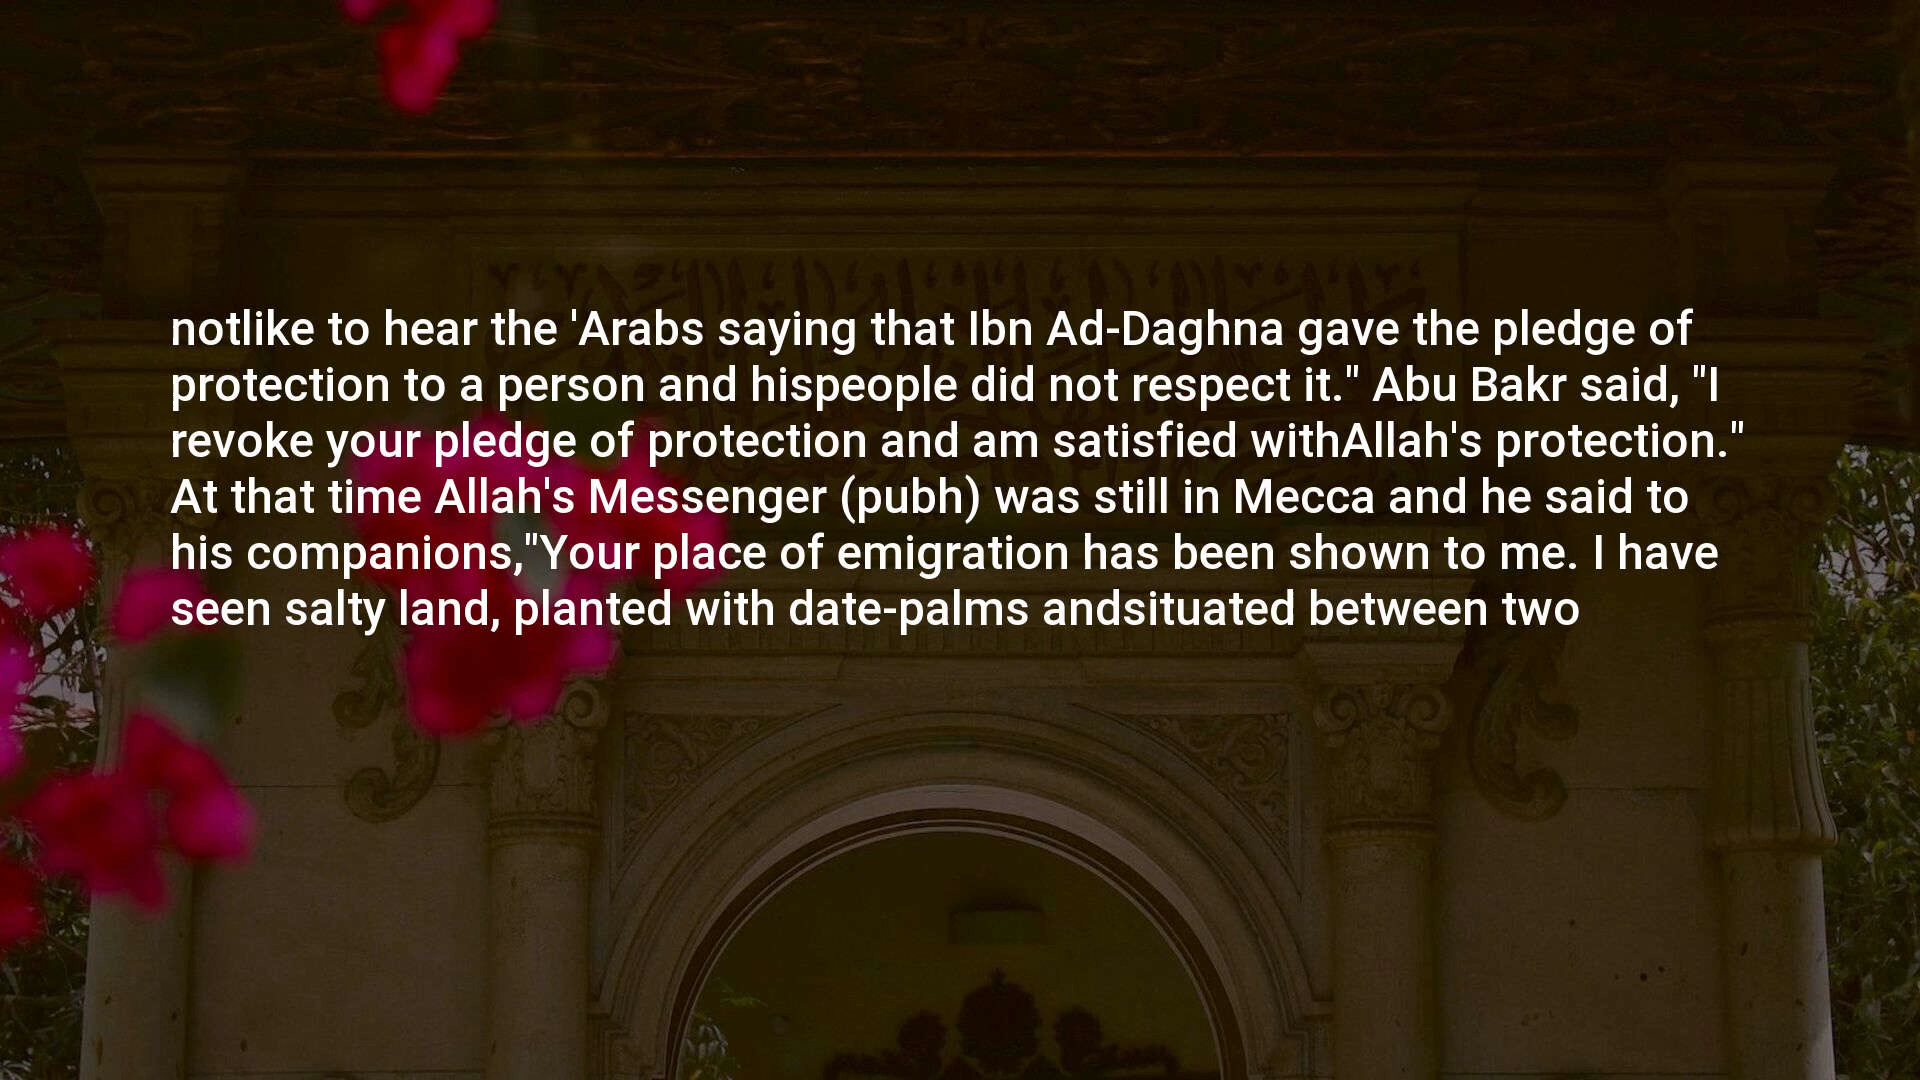 notlike to hear the 'Arabs saying that Ibn Ad-Daghna gave the pledge of
protection to a person and hispeople did not respect it." Abu Bakr said, "I
revoke your pledge of protection and am satisfied withAllah's protection."
At that time Allah's Messenger (pubh) was still in Mecca and he said to
his companions,"Your place of emigration has been shown to me. I have
seen salty land, planted with date-palms andsituated between two